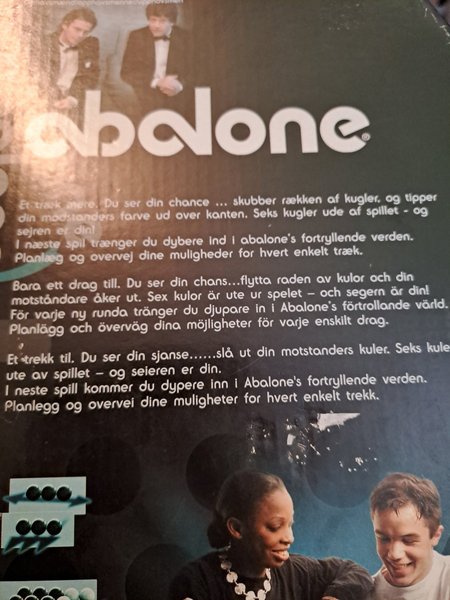 abalone®
Et træk mere. Du ser din chance ... skubber rækken af kugler, og tipper
din modstanders farve ud over kanten. Seks kugler ude af spillet - og
sejren er din!
I næste spil trænger du dybere ind i abalone's fortryllende verden.
Planlæg og overvej dine muligheder for hvert enkelt træk.
Bara ett drag till. Du ser din chans...flytta raden av kulor och din
motståndare åker ut. Sex kulor är ute ur spelet – och segern är din!
För varje ny runda tränger du djupare in i Abalone's förtrollande värld.
Planlägg och överväg dina möjligheter för varje enskilt drag.
Et trekk til. Du ser din sjanse......slå ut din motstanders kuler. Seks kule
ute av spillet – og seieren er din.
I neste spill kommer du dypere inn i Abalone's fortryllende verden.
Planlegg og overvei dine muligheter for hvert enkelt trekk.